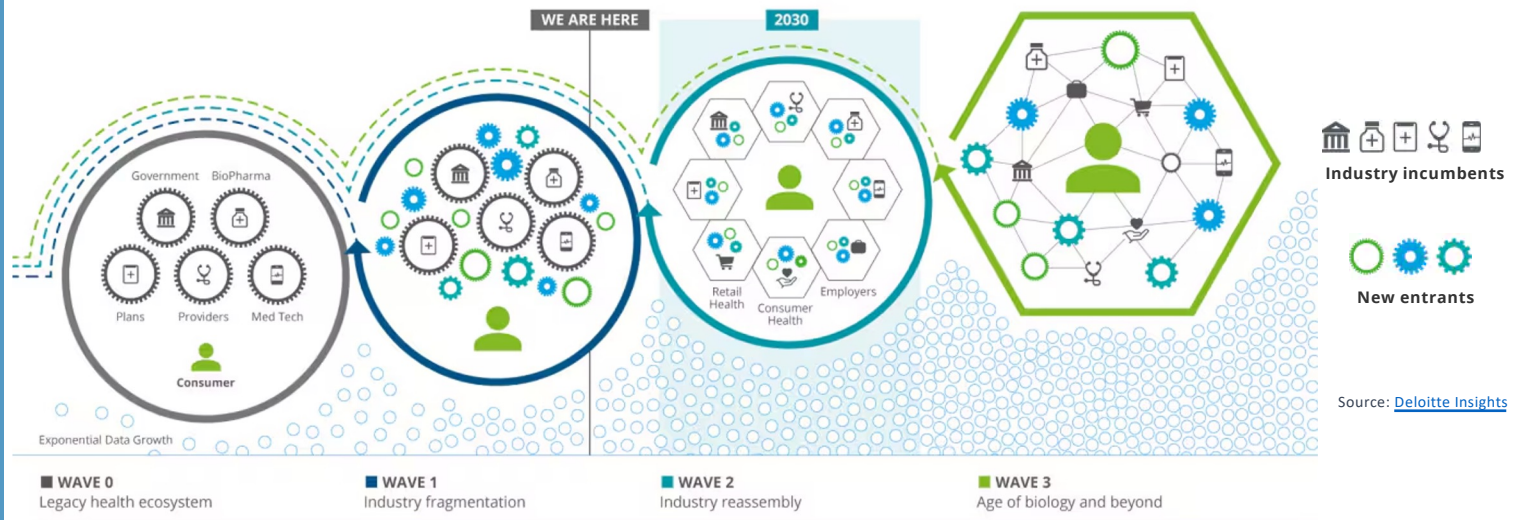 WE ARE HERE
2030
Government BioPharma
Plans Providers Med Tech
Consumer
Retail
Health
Consumer
Health
Employers
Exponential Data Growth
WAVE 0
Legacy health ecosystem
WAVE 1
Industry fragmentation
WAVE 2
Industry reassembly
WAVE 3
Age of biology and beyond
Industry incumbents
New entrants
Source: Deloitte Insights